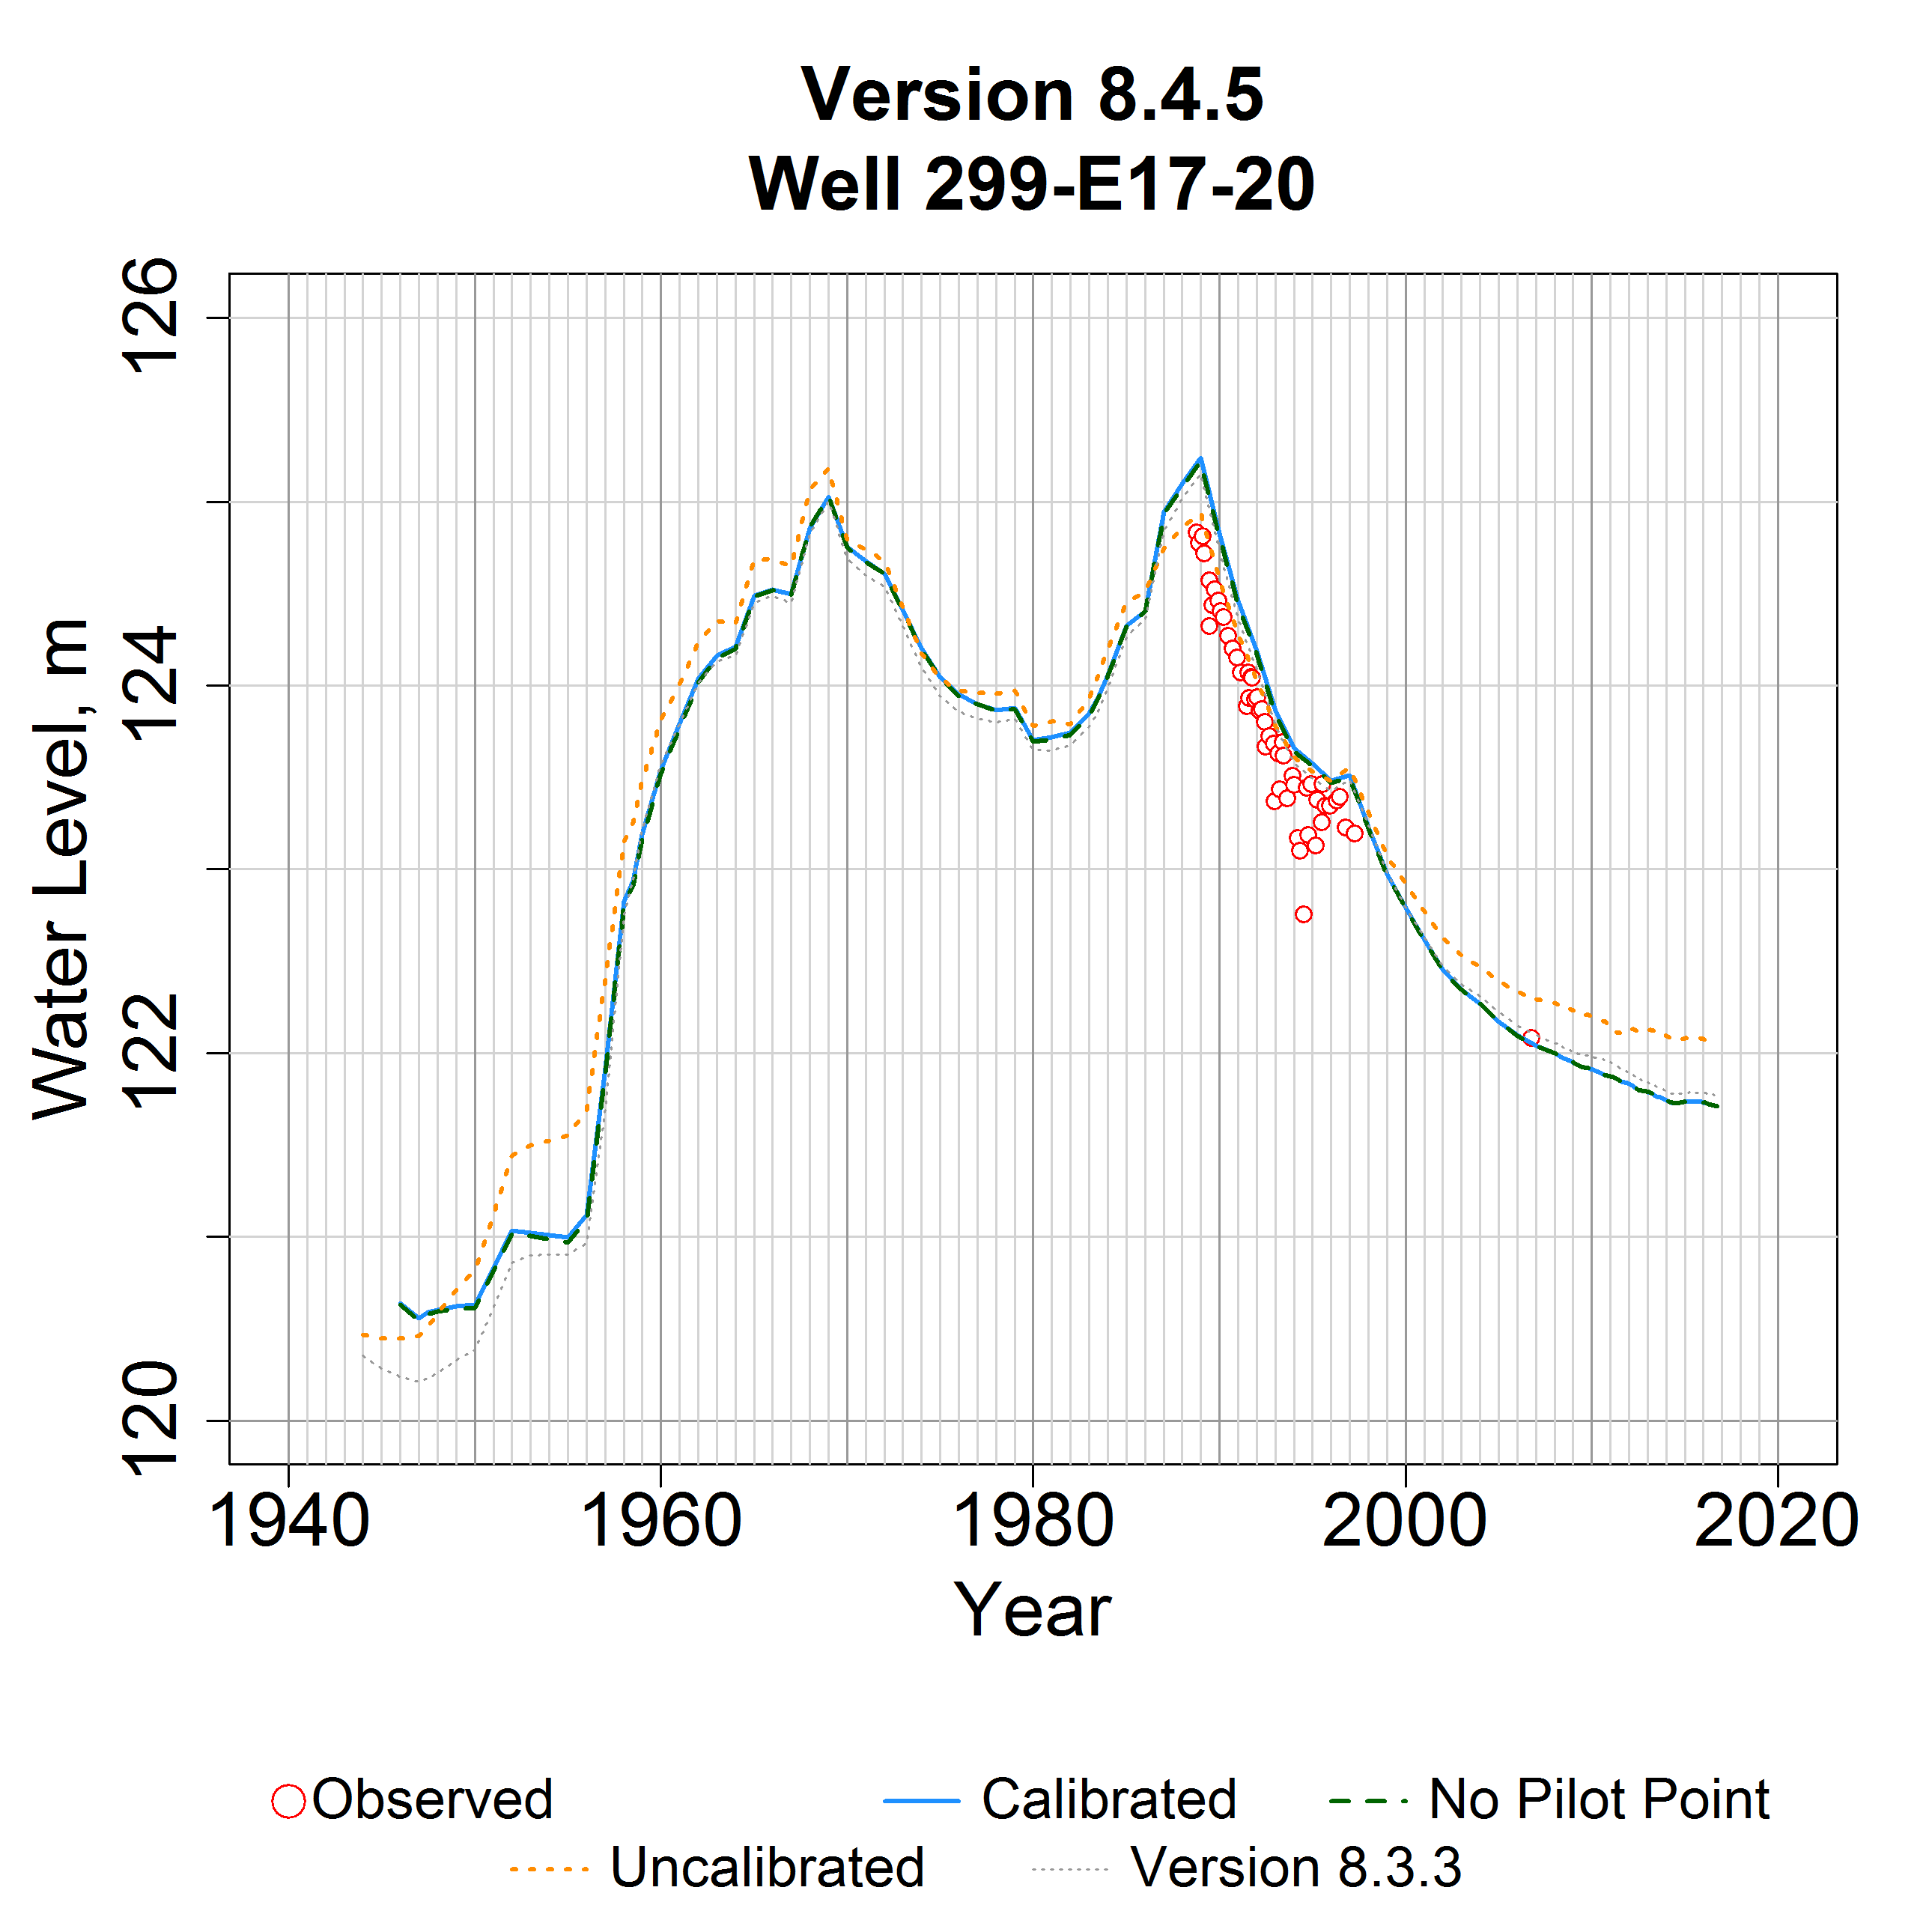 Version 8.4.5
Well 299-E17-20
Water Level, m
126
124
122
120
1940 1960 1980 2000 2020
Year
Observed Calibrated No Pilot Point
Uncalibrated Version 8.3.3